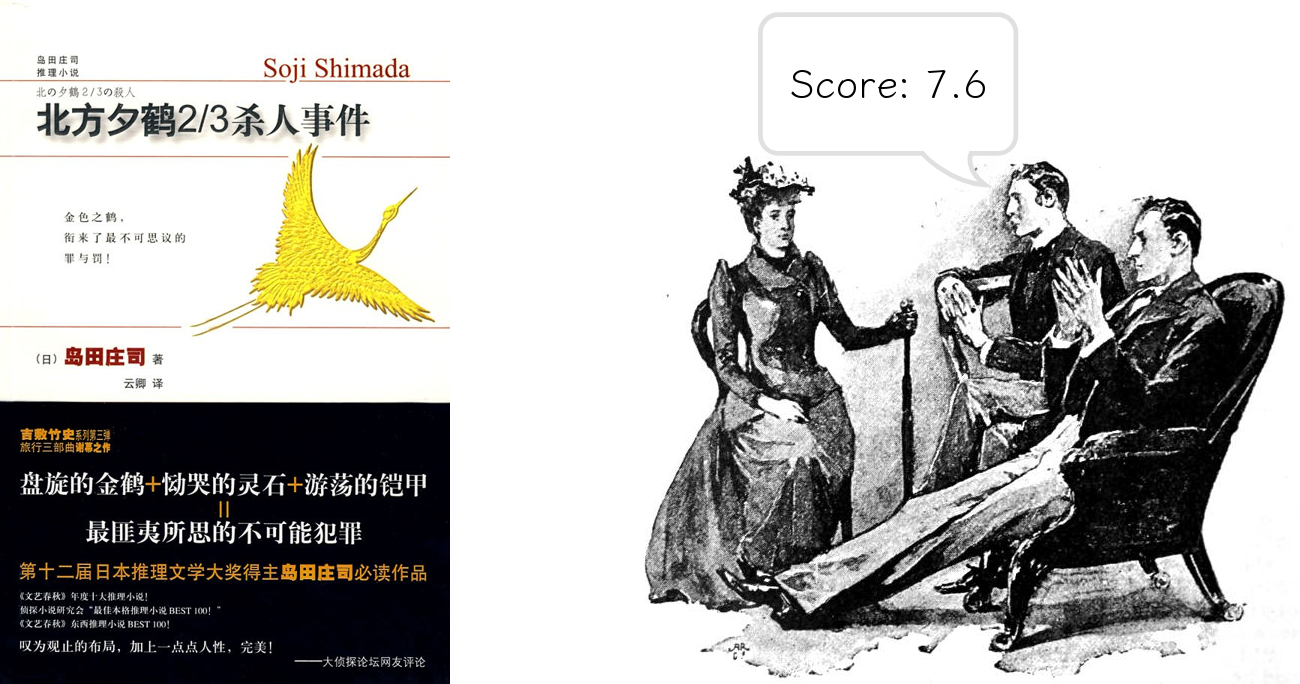 岛田庄司
推理小说
Soji Shimada
北の夕鶴2/3の殺人
北方夕鹤2/3杀人事件
金色之鹤，
衔来了最不可思议的
罪与罚！
（日）岛田庄司 著
云卿 译
吉敷竹史系列第三弹
旅行三部曲谢幕之作
盘旋的金鹤+恸哭的灵石+游荡的铠甲
=
最匪夷所思的不可能犯罪
第十二届日本推理文学大奖得主岛田庄司必读作品
《文艺春秋》年度十大推理小说！
侦探小说研究会“最佳本格推理小说 BEST 100！”
《文艺春秋》东西推理小说 BEST 100！
叹为观止的布局，加上一点点人性，完美！
——大侦探论坛网友评论
Score: 7.6